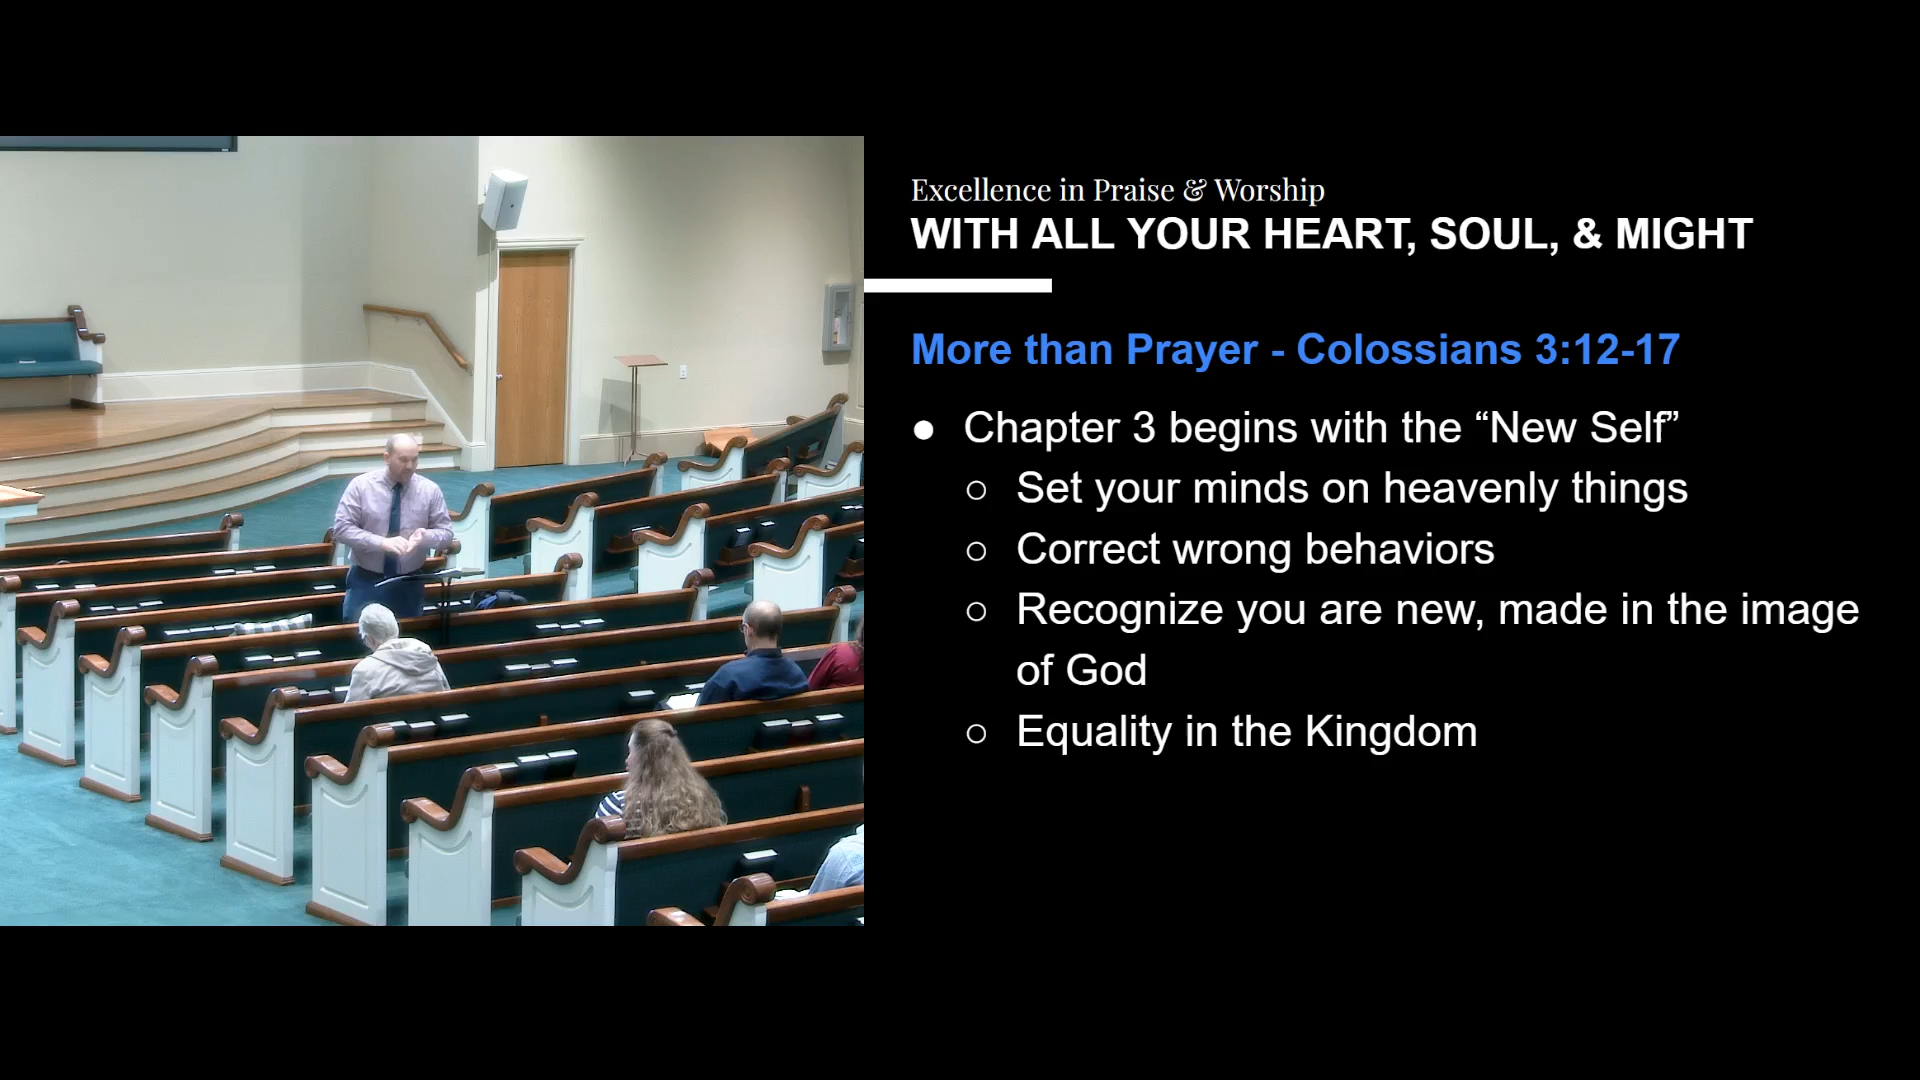 Excellence in Praise & Worship
WITH ALL YOUR HEART, SOUL, & MIGHT
More than Prayer - Colossians 3:12-17
● Chapter 3 begins with the “New Self”
○ Set your minds on heavenly things
○ Correct wrong behaviors
○ Recognize you are new, made in the image
of God
○ Equality in the Kingdom